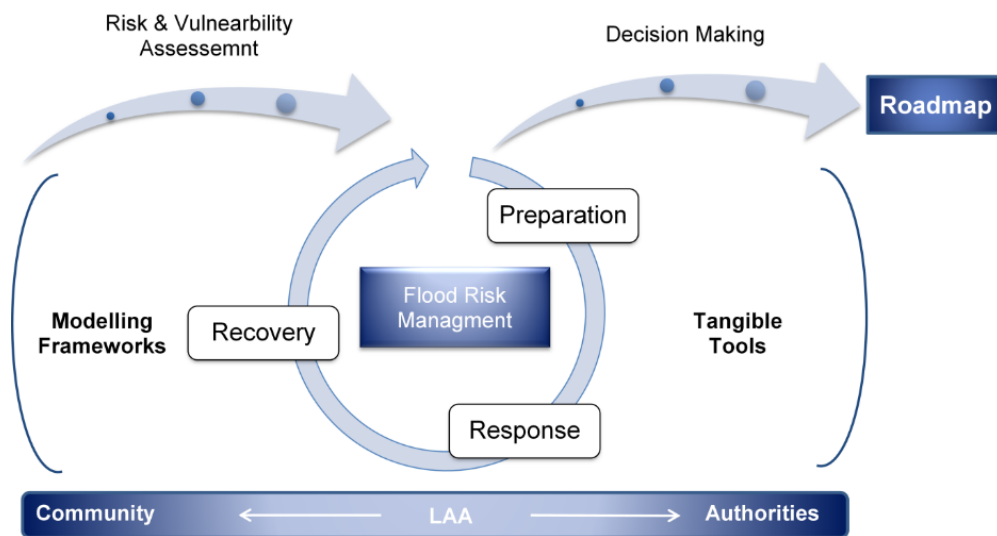 Risk & Vulnearbility
Assessemnt
Decision Making
Roadmap
Preparation
Flood Risk
Managment
Modelling
Frameworks
Recovery
Tangible
Tools
Response
Community
LAA
Authorities